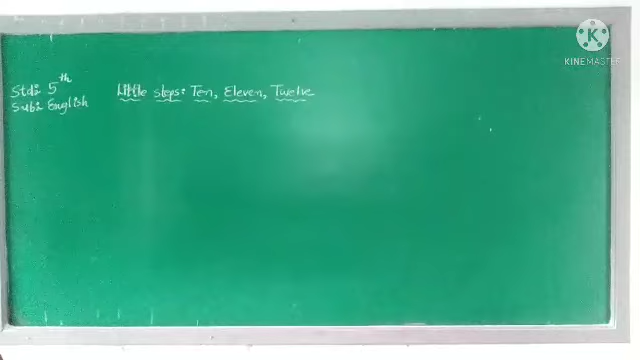 Std: 5th
Sub: English
Little steps: Ten, Eleven, Twelve
KINEMASTER